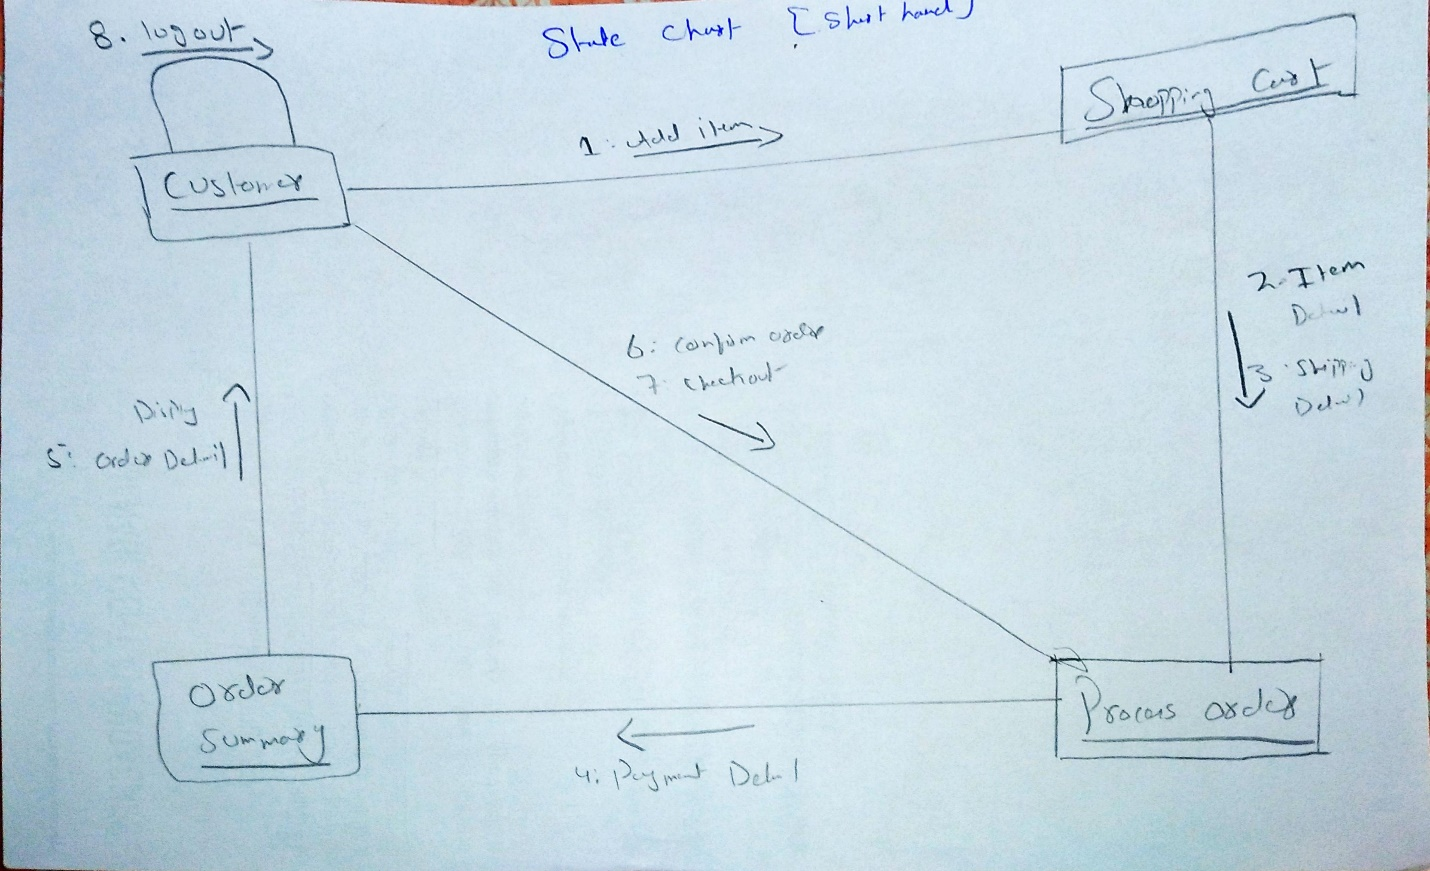 State Chart [Short hand]
8. logout
Shopping Cart
1: Add item
Customer
2. Item
Detail
3. Shipping
Detail
6: Confirm order
7: Checkout
5: Order Detail
Order
Summary
Process order
4: Payment Detail